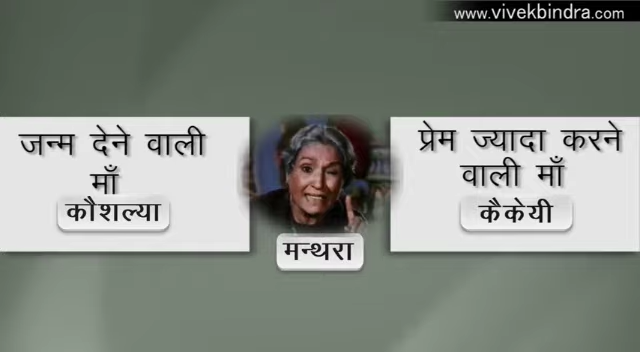 www.vivekbindra.com
जन्म देने वाली
माँ
कौशल्या
मन्थरा
प्रेम ज्यादा करने
वाली माँ
कैकेयी